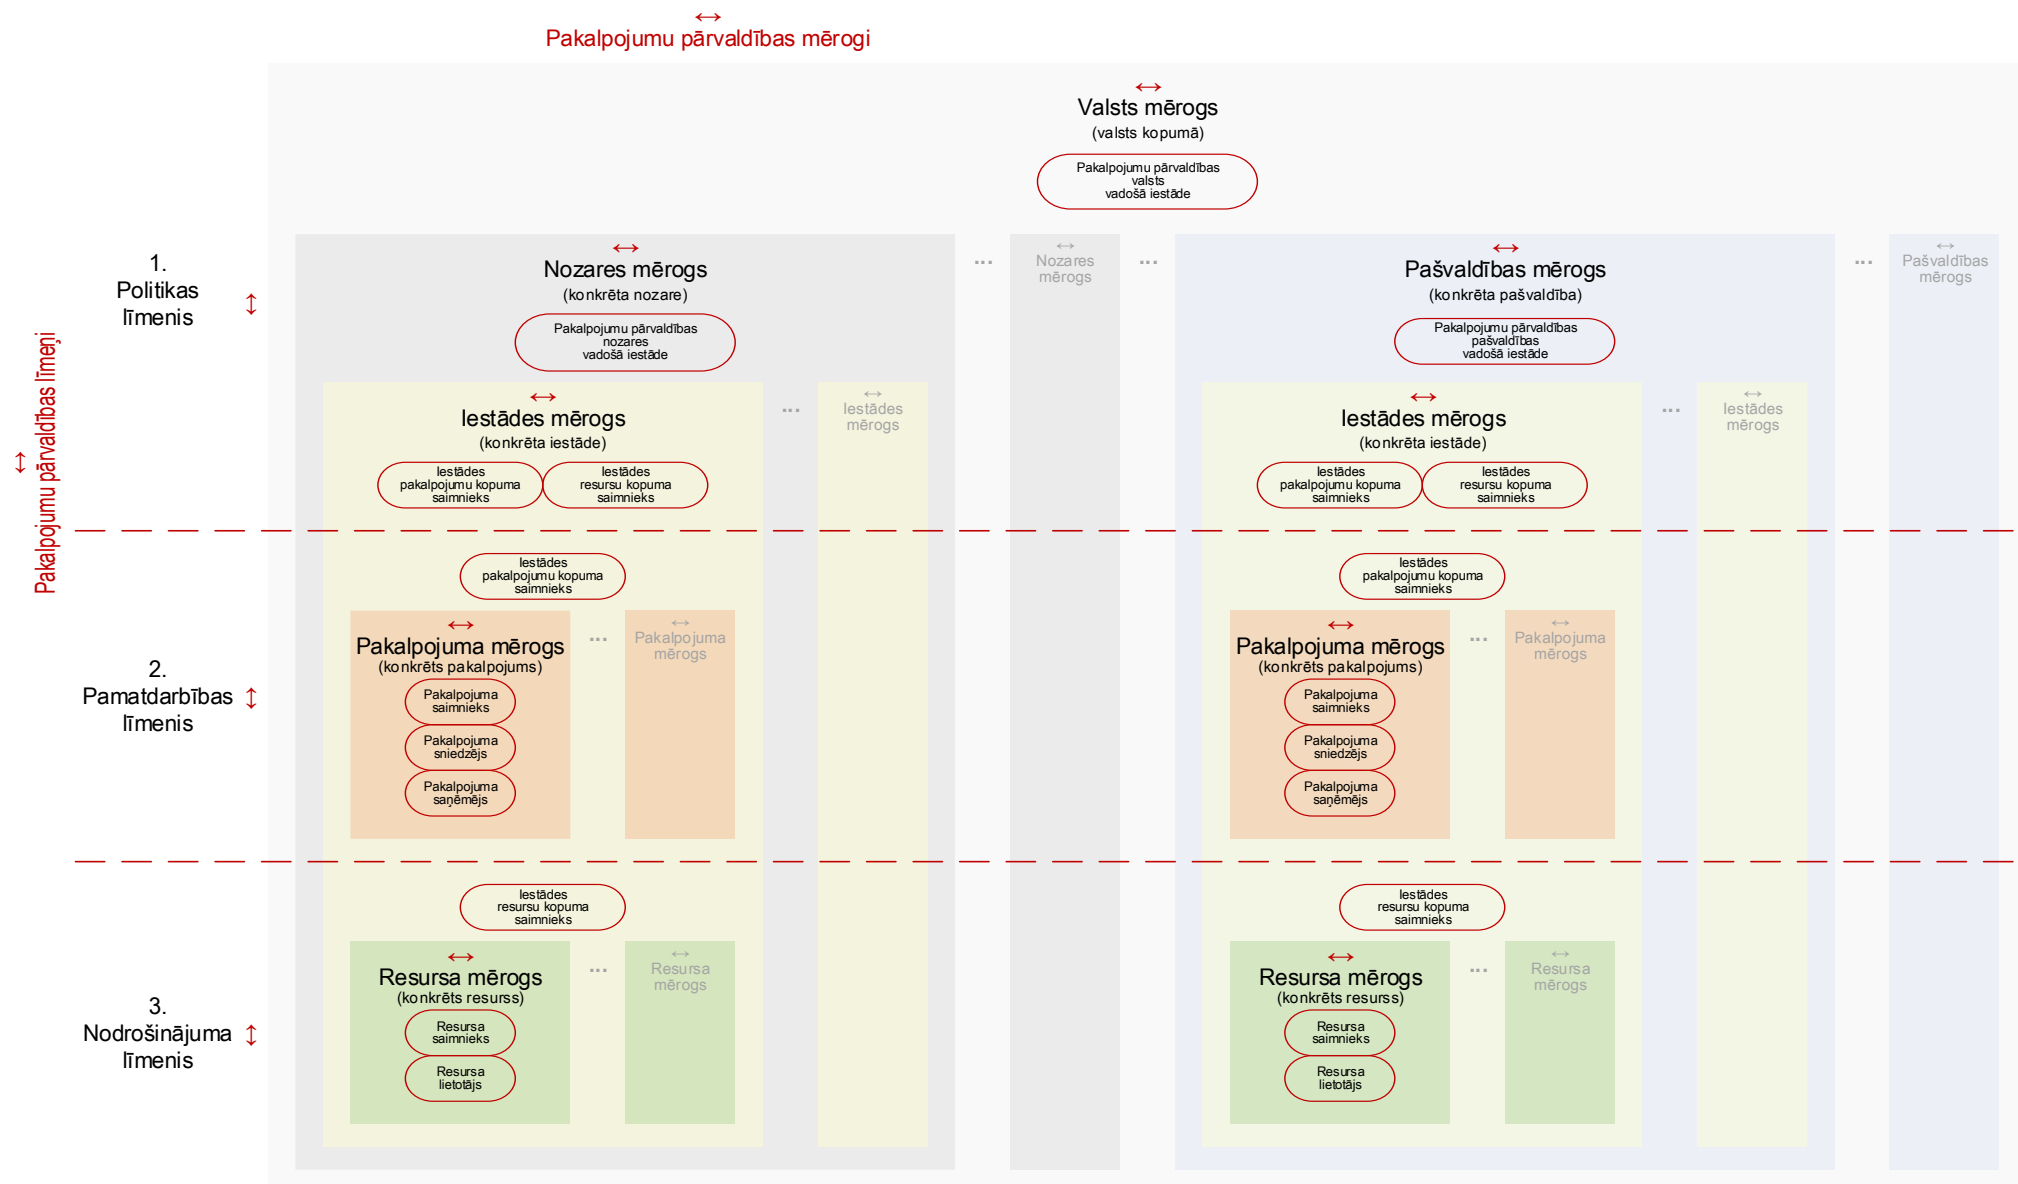 ↔
Pakalpojumu pārvaldības mērogi
↔
Valsts mērogs
(valsts kopumā)
Pakalpojumu pārvaldības
valsts
vadošā iestāde
↔
Pakalpojumu pārvaldības līmeņi
1.
Politikas
līmenis
↕
↔
Nozares mērogs
(konkrēta nozare)
Pakalpojumu pārvaldības
nozares
vadošā iestāde
...
↔
Nozares
mērogs
...
↔
Pašvaldības mērogs
(konkrēta pašvaldība)
Pakalpojumu pārvaldības
pašvaldības
vadošā iestāde
...
↔
Pašvaldības
mērogs
↔
Iestādes mērogs
(konkrēta iestāde)
Iestādes
pakalpojumu kopuma
saimnieks
Iestādes
resursu kopuma
saimnieks
...
↔
Iestādes
mērogs
↔
Iestādes mērogs
(konkrēta iestāde)
Iestādes
pakalpojumu kopuma
saimnieks
Iestādes
resursu kopuma
saimnieks
...
↔
Iestādes
mērogs
2.
Pamatdarbības
līmenis
↕
Iestādes
pakalpojumu kopuma
saimnieks
↔
Pakalpojuma mērogs
(konkrēts pakalpojums)
Pakalpojuma
saimnieks
Pakalpojuma
sniedzējs
Pakalpojuma
saņēmējs
...
↔
Pakalpojuma
mērogs
Iestādes
pakalpojumu kopuma
saimnieks
↔
Pakalpojuma mērogs
(konkrēts pakalpojums)
Pakalpojuma
saimnieks
Pakalpojuma
sniedzējs
Pakalpojuma
saņēmējs
...
↔
Pakalpojuma
mērogs
3.
Nodrošinājuma
līmenis
↕
Iestādes
resursu kopuma
saimnieks
↔
Resursa mērogs
(konkrēts resurss)
Resursa
saimnieks
Resursa
lietotājs
...
↔
Resursa
mērogs
Iestādes
resursu kopuma
saimnieks
↔
Resursa mērogs
(konkrēts resurss)
Resursa
saimnieks
Resursa
lietotājs
...
↔
Resursa
mērogs